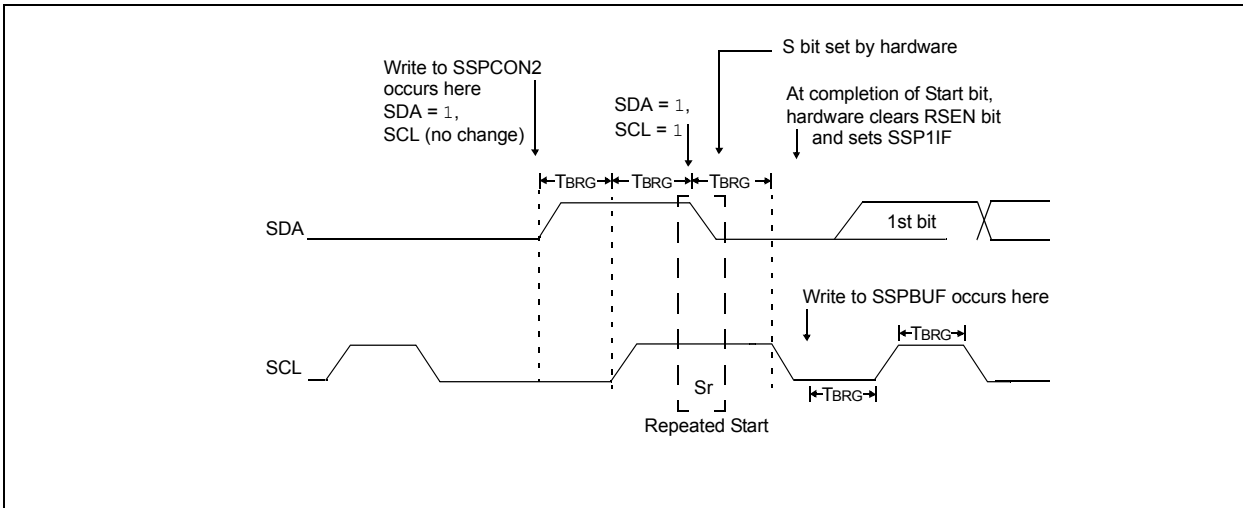 S bit set by hardware
Write to SSPCON2
occurs here
SDA = 1,
SCL (no change)
SDA = 1,
SCL = 1
At completion of Start bit,
hardware clears RSEN bit
and sets SSP1IF
TBRG TBRG TBRG
SDA
1st bit
Write to SSPBUF occurs here
TBRG
SCL
Sr
TBRG
Repeated Start